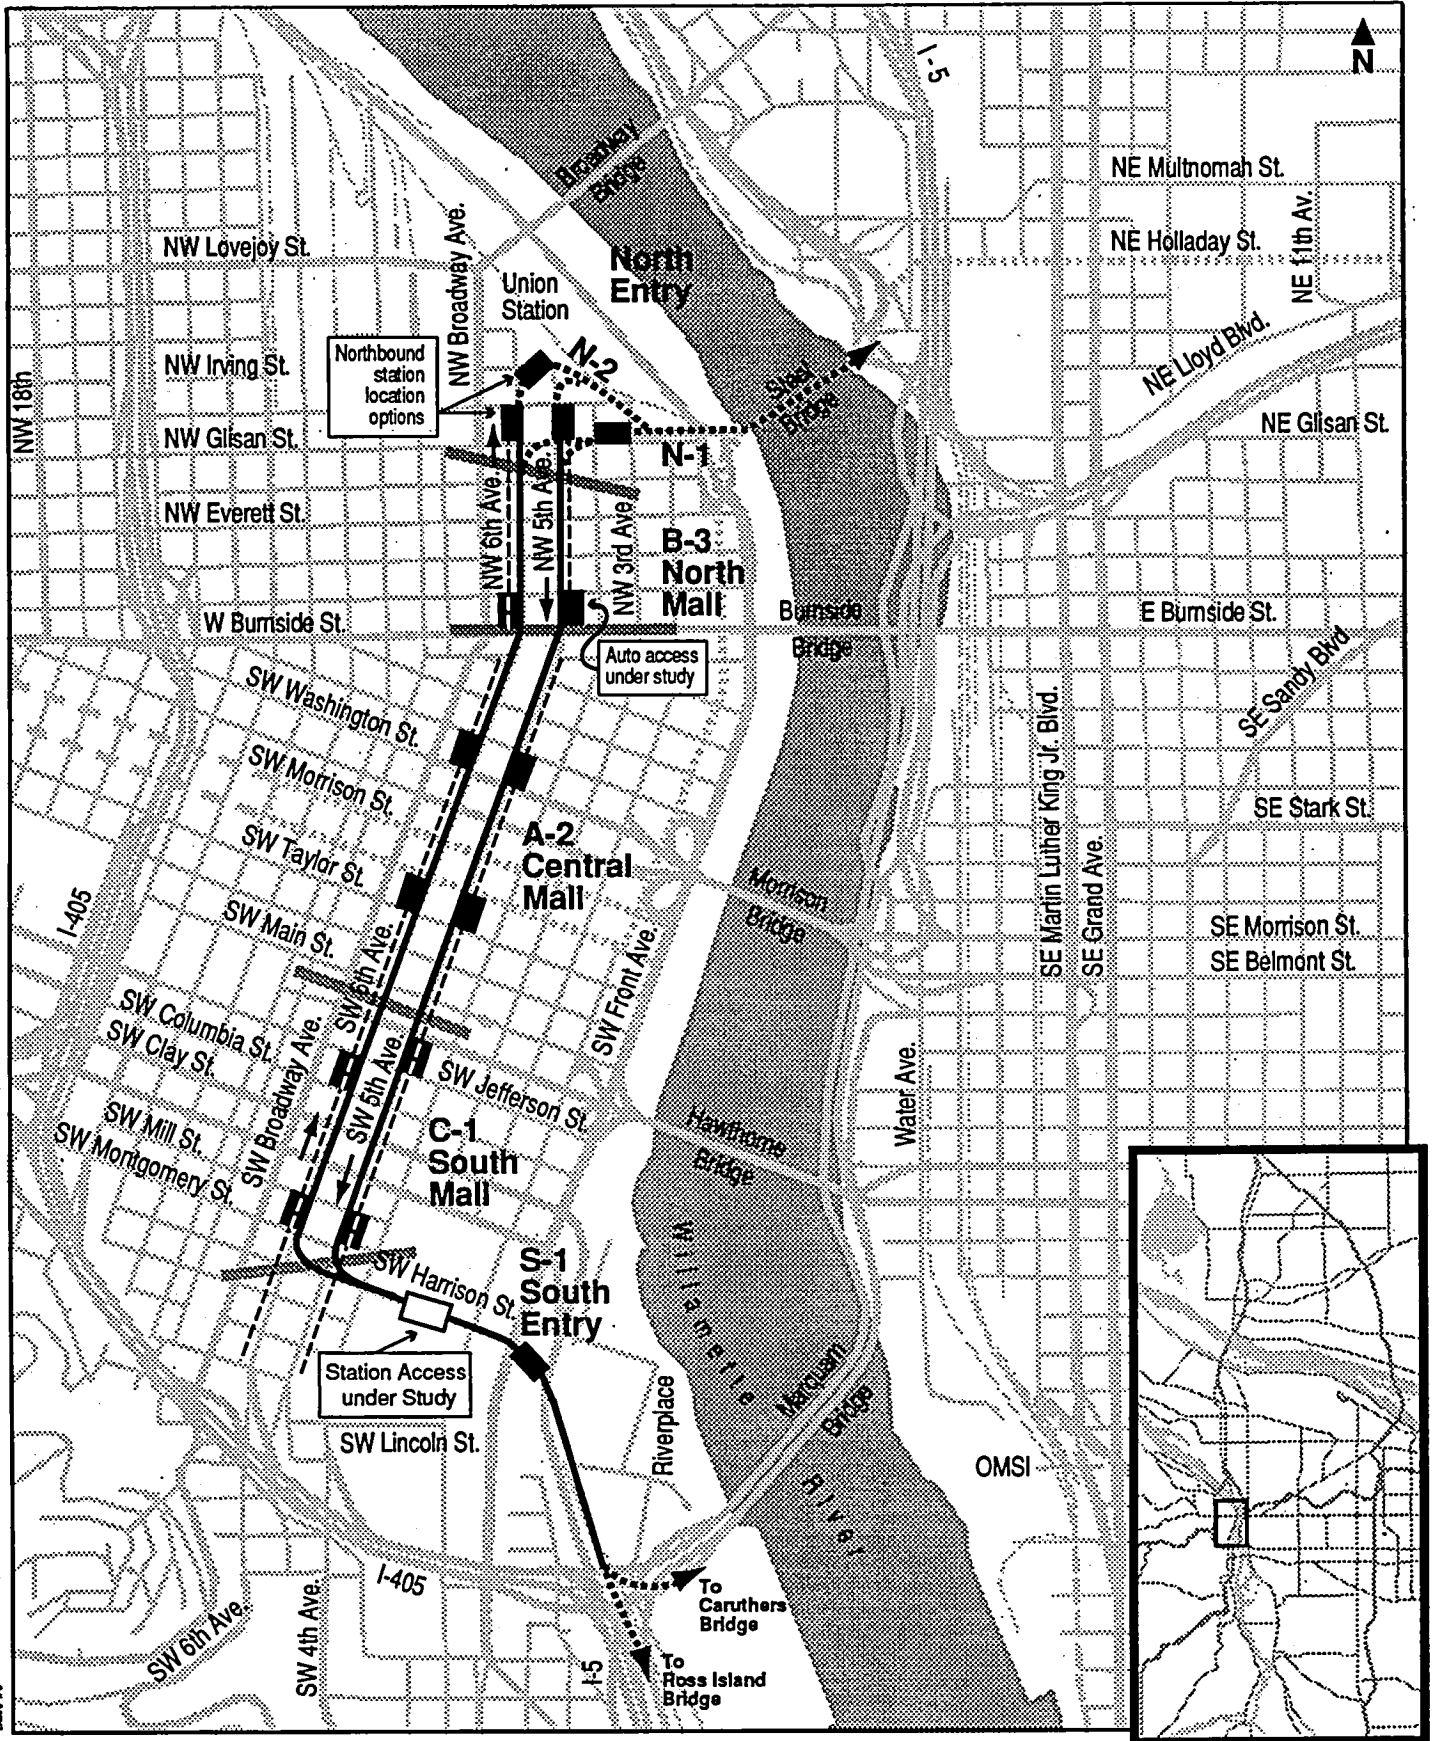 N
I-5
Broadway
Bridge
NE Multnomah St.
NE Holladay St.
NE 11th Av.
NW Lovejoy St.
NW Broadway Ave.
North
Entry
Union
Station
NE Lloyd Blvd.
Northbound
station
location
options
N-2
NW Irving St.
Steel
Bridge
NW 18th
NW Glisan St.
NE Glisan St.
N-1
NW Everett St.
NW 6th Ave.
NW 5th Ave.
NW 3rd Ave.
B-3
North
Mall
W Burnside St.
Burnside
Bridge
E Burnside St.
Auto access
under study
SE Sandy Blvd
SW Washington St.
SW Morrison St.
SE Martin Luther King Jr. Blvd.
SE Grand Ave.
SE Stark St.
SW Taylor St.
A-2
Central
Mall
Morrison
Bridge
I-405
SW Main St.
SW 6th Ave.
SW Front Ave.
SE Morrison St.
SE Belmont St.
SW Columbia St.
SW Clay St.
SW Broadway Ave.
SW 5th Ave.
SW Jefferson St.
Water Ave.
SW Mill St.
SW Montgomery St.
C-1
South
Mall
Hawthorne
Bridge
Willamette
River
SW Harrison St.
S-1
South
Entry
Station Access
under Study
Marquam
Bridge
SW Lincoln St.
Riverplace
OMSI
I-405
SW 6th Ave.
SW 4th Ave.
I-5
To
Caruthers
Bridge
To
Ross Island
Bridge